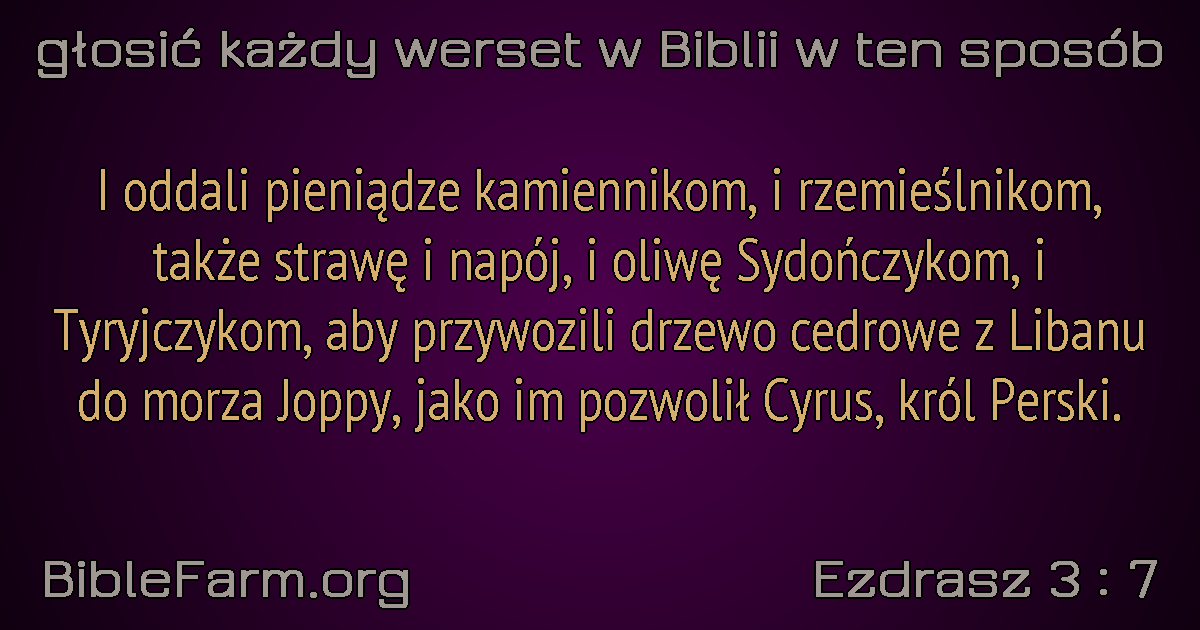 głosić każdy werset w Biblii w ten sposób
I oddali pieniądze kamiennikom, i rzemieślnikom,
także strawę i napój, i oliwę Sydończykom, i
Tyryjczykom, aby przywozili drzewo cedrowe z Libanu
do morza Joppy, jako im pozwolił Cyrus, król Perski.
BibleFarm.org
Ezdrasz 3 : 7